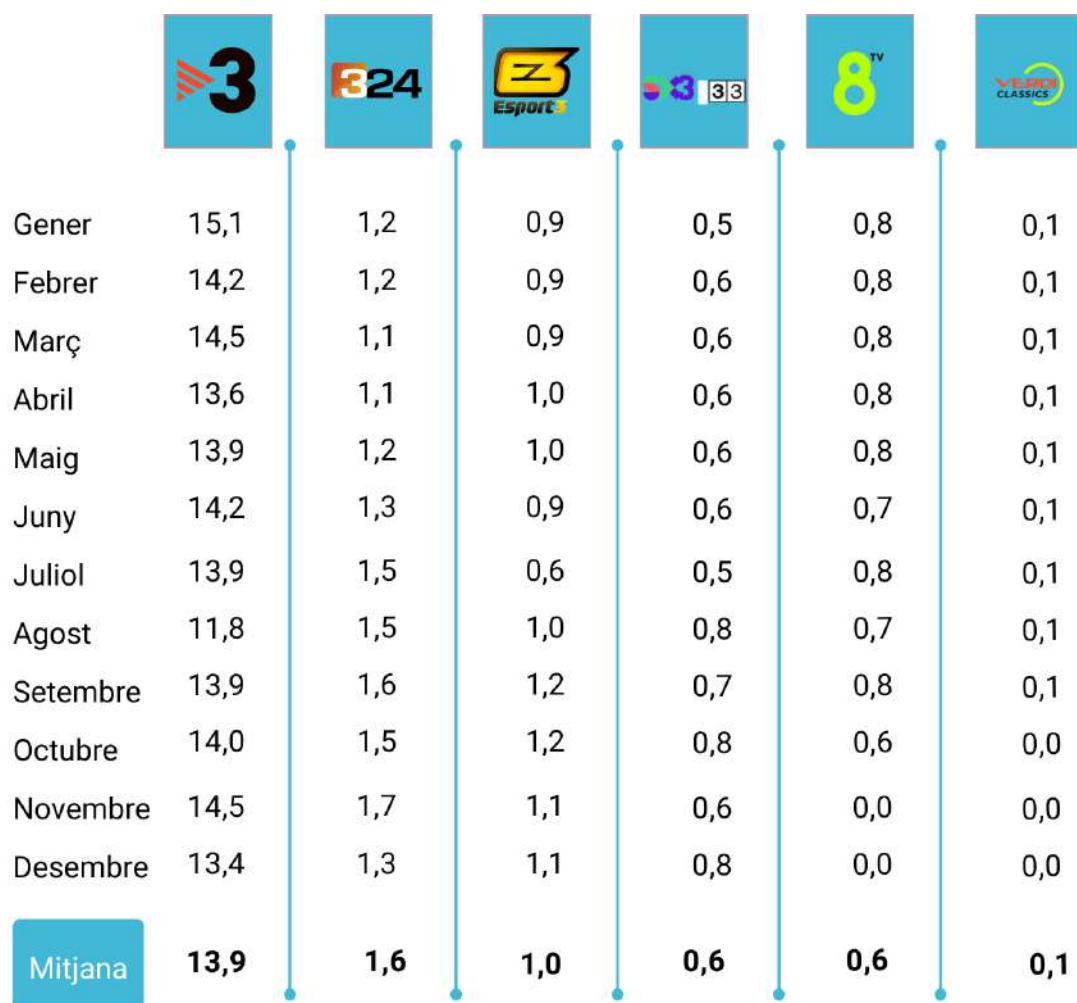 3 324 Esport3 3 33 8 TV VERDI CLASSICS
Gener 15,1 1,2 0,9 0,5 0,8 0,1
Febrer 14,2 1,2 0,9 0,6 0,8 0,1
Març 14,5 1,1 0,9 0,6 0,8 0,1
Abril 13,6 1,1 1,0 0,6 0,8 0,1
Maig 13,9 1,2 1,0 0,6 0,8 0,1
Juny 14,2 1,3 0,9 0,6 0,7 0,1
Juliol 13,9 1,5 0,6 0,5 0,8 0,1
Agost 11,8 1,5 1,0 0,8 0,7 0,1
Setembre 13,9 1,6 1,2 0,7 0,8 0,1
Octubre 14,0 1,5 1,2 0,8 0,6 0,0
Novembre 14,5 1,7 1,1 0,6 0,0 0,0
Desembre 13,4 1,3 1,1 0,8 0,0 0,0
Mitjana 13,9 1,6 1,0 0,6 0,6 0,1